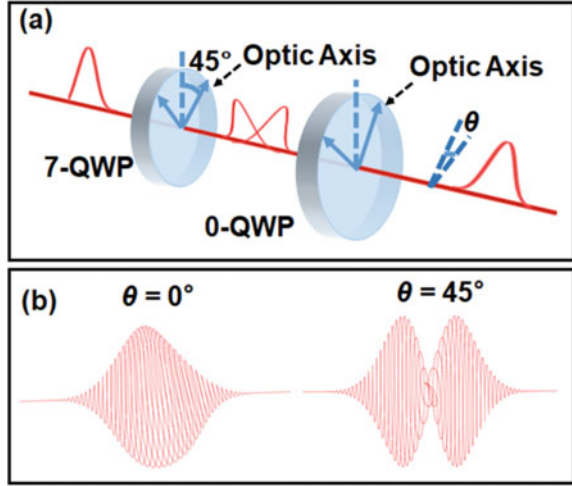 (a)
45°
Optic Axis
Optic Axis
θ
7-QWP
0-QWP
(b)
θ = 0°
θ = 45°